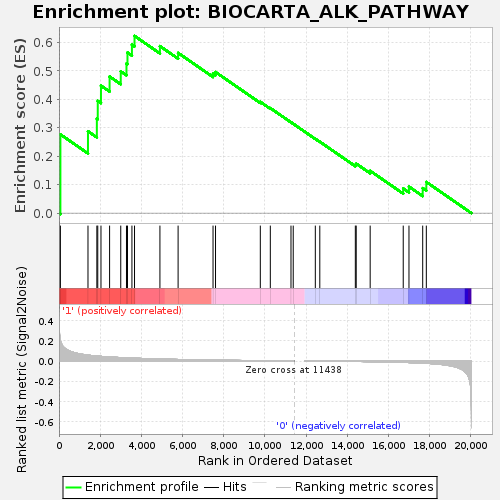 Enrichment plot: BIOCARTA_ALK_PATHWAY
Enrichment score (ES)
0.6
0.5
0.4
0.3
0.2
0.1
0.0
'1' (positively correlated)
Ranked list metric (Signal2Noise)
0.4
0.2
0.0
-0.2
-0.4
-0.6
Zero cross at 11438
'0' (negatively correlated)
0 2,000 4,000 6,000 8,000 10,000 12,000 14,000 16,000 18,000 20,000
Rank in Ordered Dataset
Enrichment profile Hits Ranking metric scores